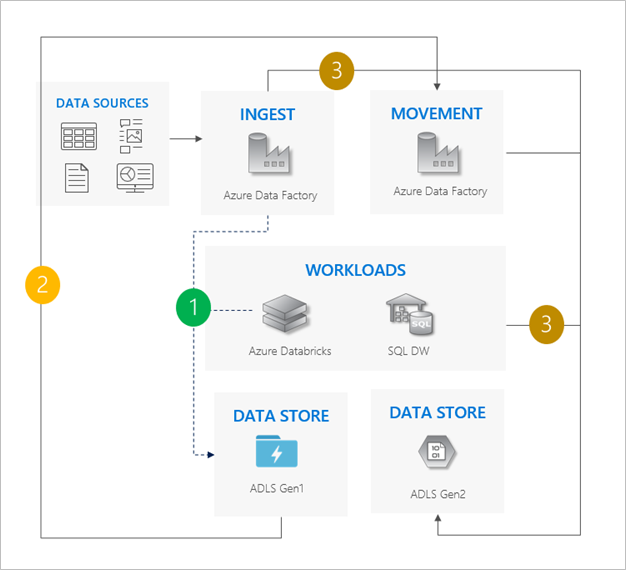 3
DATA SOURCES
INGEST
Azure Data Factory
MOVEMENT
Azure Data Factory
2
1
WORKLOADS
Azure Databricks
SQL
SQL DW
3
DATA STORE
ADLS Gen1
DATA STORE
10
01
ADLS Gen2